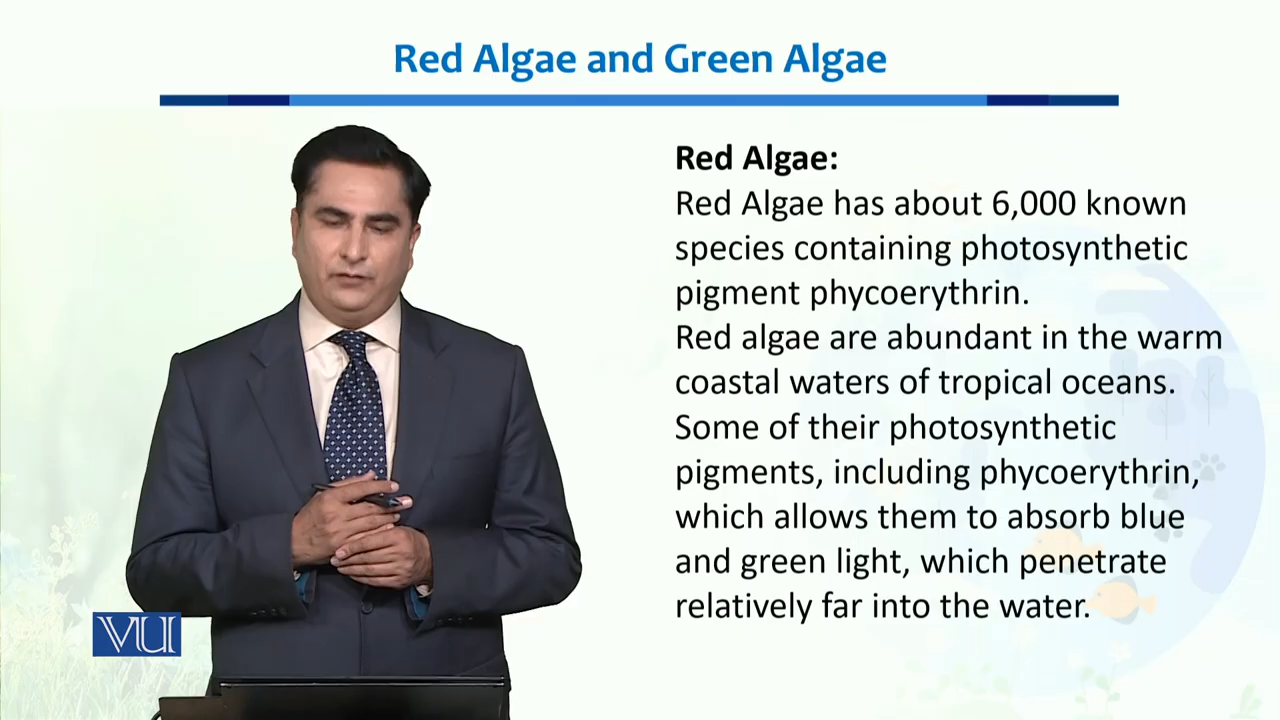 Red Algae and Green Algae
Red Algae:
Red Algae has about 6,000 known
species containing photosynthetic
pigment phycoerythrin.
Red algae are abundant in the warm
coastal waters of tropical oceans.
Some of their photosynthetic
pigments, including phycoerythrin,
which allows them to absorb blue
and green light, which penetrate
relatively far into the water.
VU